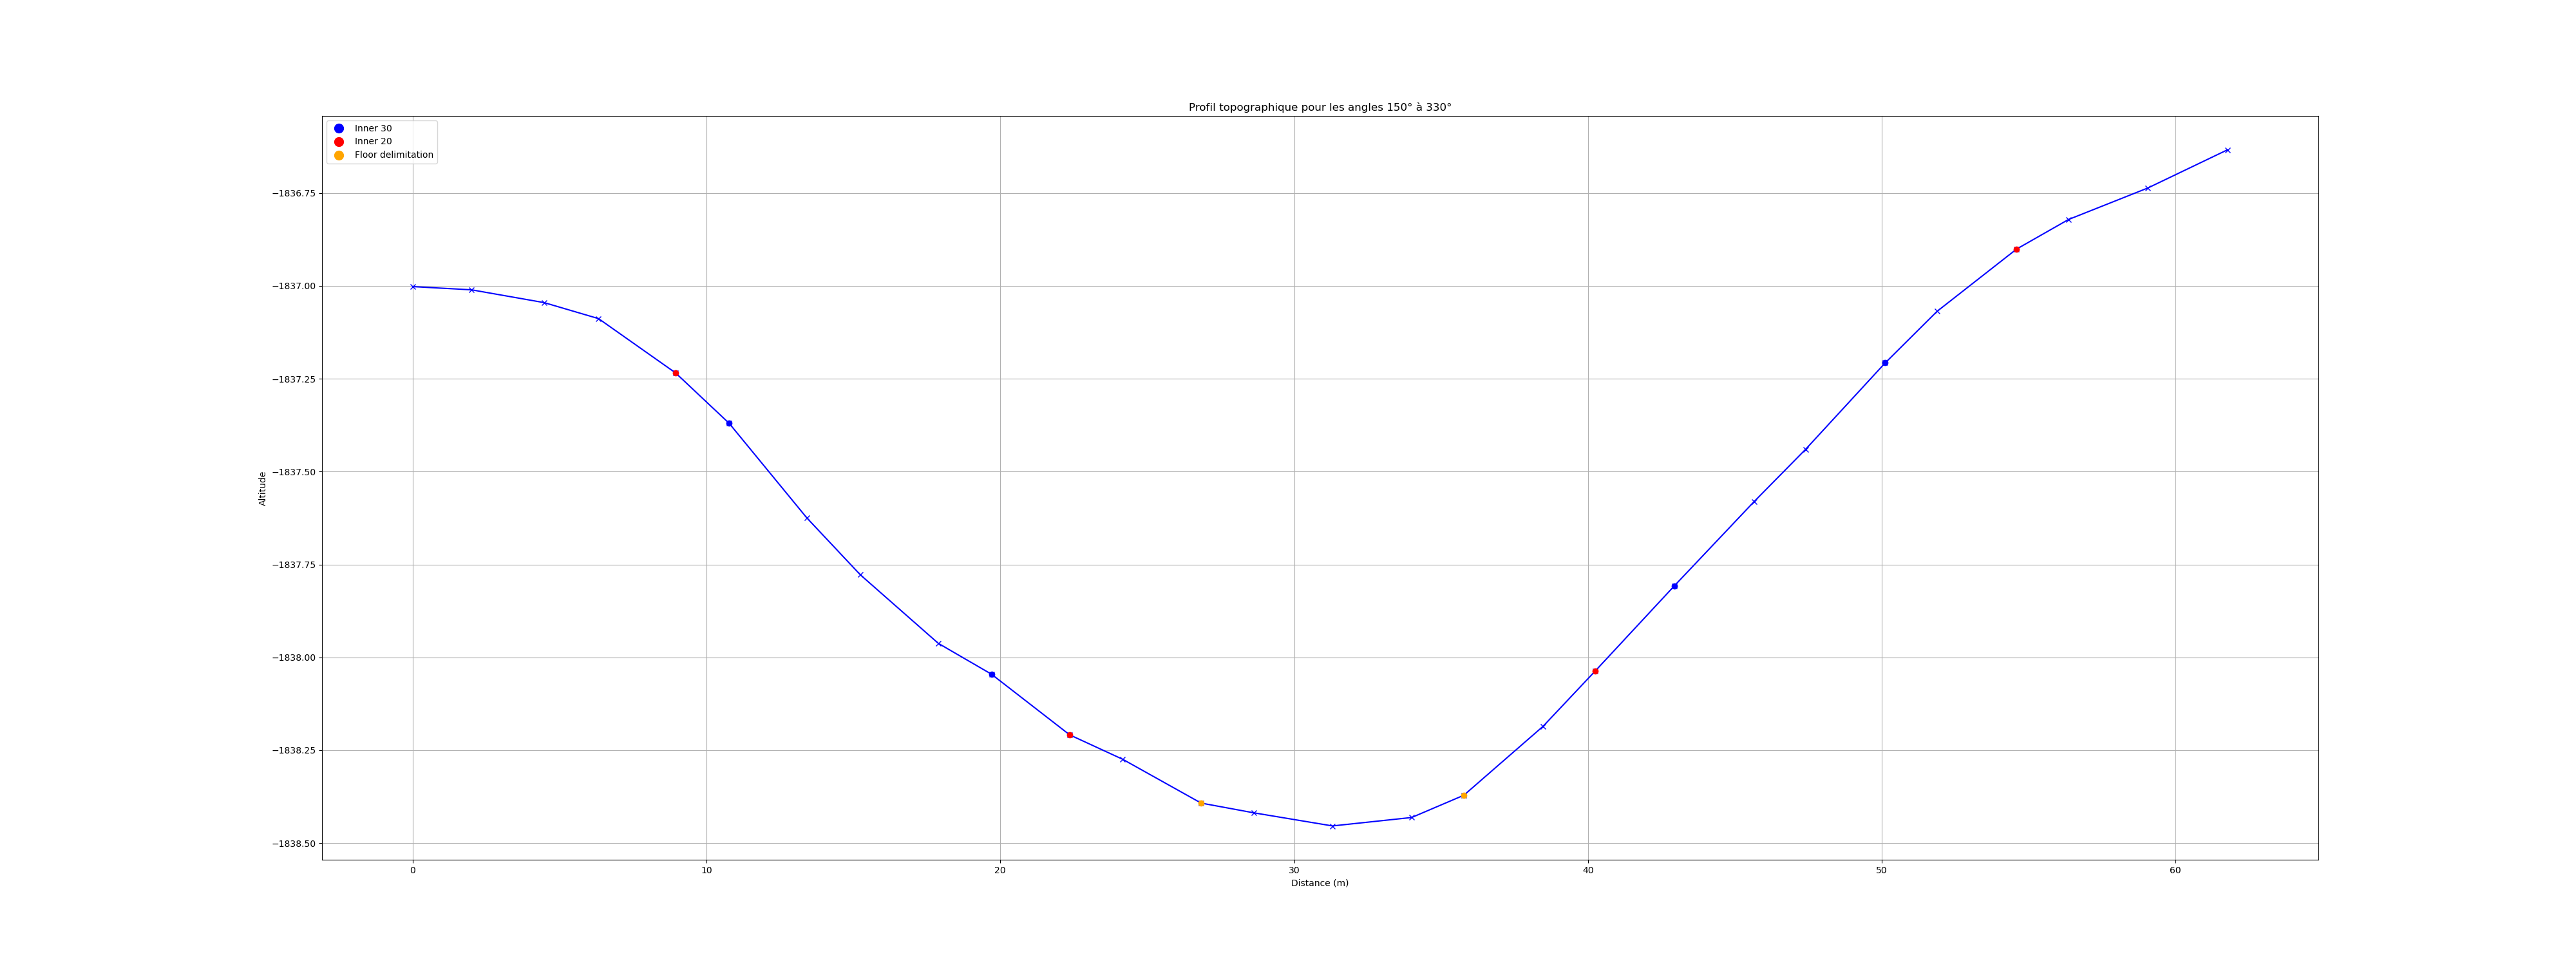 Profil topographique pour les angles 150° à 330°
Inner 30
Inner 20
Floor delimitation
Altitude
−1836.75
−1837.00
−1837.25
−1837.50
−1837.75
−1838.00
−1838.25
−1838.50
0 10 20 30 40 50 60
Distance (m)